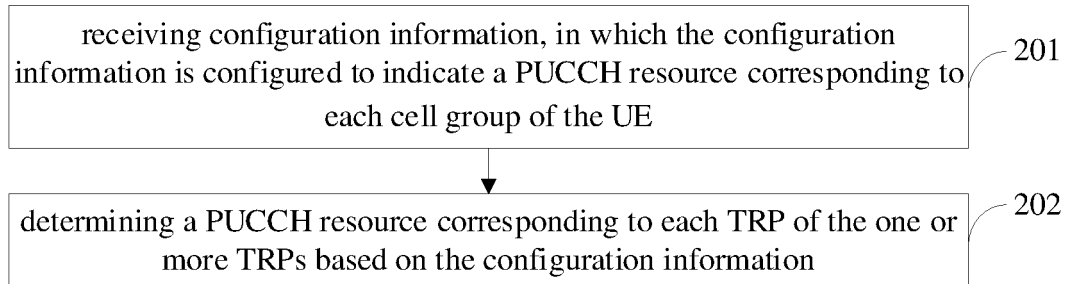 receiving configuration information, in which the configuration
information is configured to indicate a PUCCH resource corresponding to
each cell group of the UE
201
determining a PUCCH resource corresponding to each TRP of the one or
more TRPs based on the configuration information
202